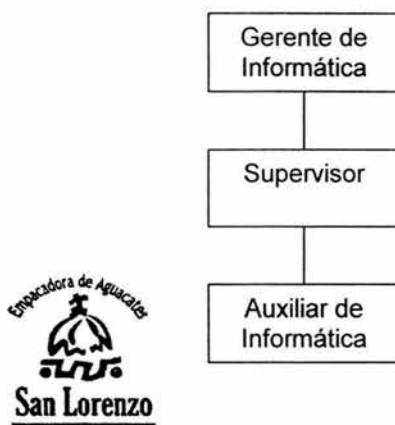 Gerente de
Informática
Supervisor
Auxiliar de
Informática
Empacadora de Aguacates
San Lorenzo